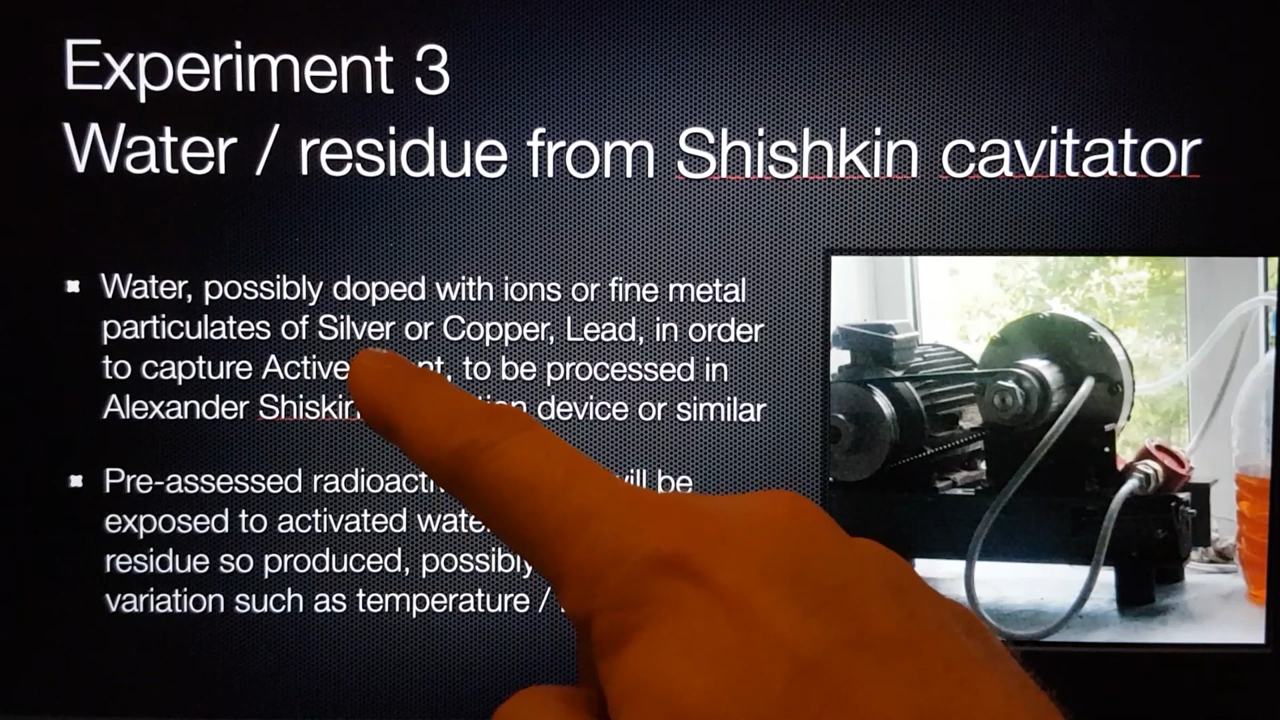 Experiment 3
Water / residue from Shishkin cavitator
Water, possibly doped with ions or fine metal
particulates of Silver or Copper, Lead, in order
to capture Active nt, to be processed in
Alexander Shiskin device or similar
Pre-assessed will be
exposed to activated
residue so produced, possibly
variation such as temperature /